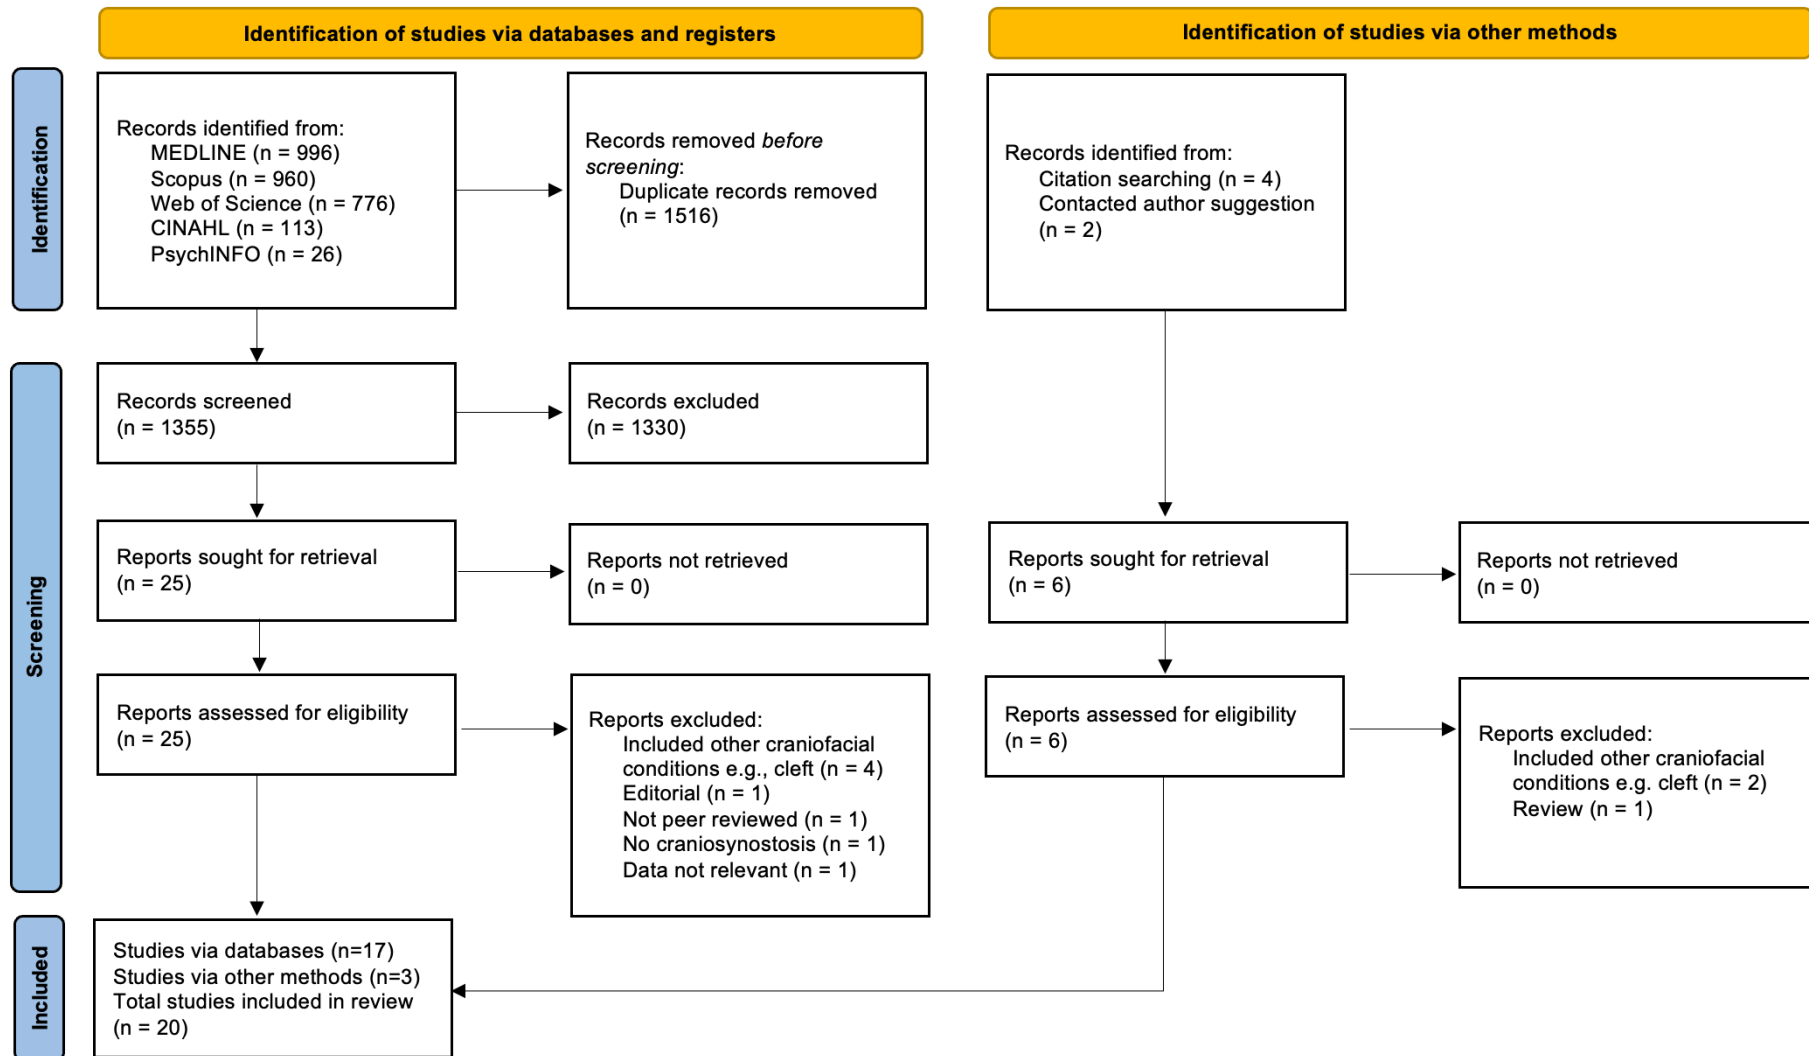 Identification of studies via databases and registers
Identification of studies via other methods
Identification
Records identified from:
MEDLINE (n = 996)
Scopus (n = 960)
Web of Science (n = 776)
CINAHL (n = 113)
PsychINFO (n = 26)
Records removed before
screening:
Duplicate records removed
(n = 1516)
Records identified from:
Citation searching (n = 4)
Contacted author suggestion
(n = 2)
Screening
Records screened
(n = 1355)
Records excluded
(n = 1330)
Reports sought for retrieval
(n = 25)
Reports not retrieved
(n = 0)
Reports sought for retrieval
(n = 6)
Reports not retrieved
(n = 0)
Reports assessed for eligibility
(n = 25)
Reports excluded:
Included other craniofacial
conditions e.g., cleft (n = 4)
Editorial (n = 1)
Not peer reviewed (n = 1)
No craniosynostosis (n = 1)
Data not relevant (n = 1)
Reports assessed for eligibility
(n = 6)
Reports excluded:
Included other craniofacial
conditions e.g. cleft (n = 2)
Review (n = 1)
Included
Studies via databases (n=17)
Studies via other methods (n=3)
Total studies included in review
(n = 20)